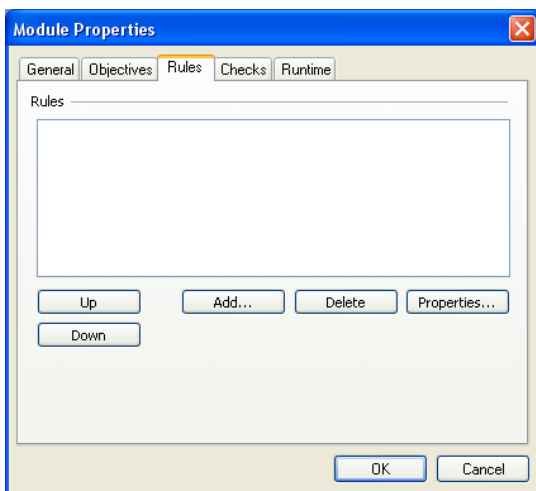 Module Properties
General Objectives Rules Checks Runtime
Rules
Up Add... Delete Properties...
Down
OK Cancel